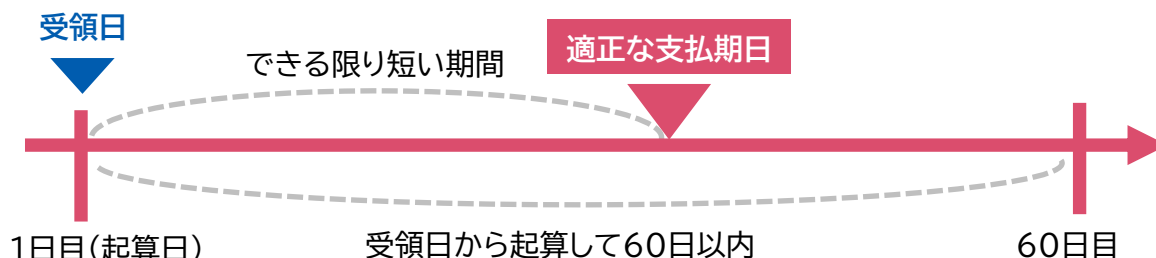 受領日
適正な支払期日
できる限り短い期間
1日目(起算日)
受領日から起算して60日以内
60日目